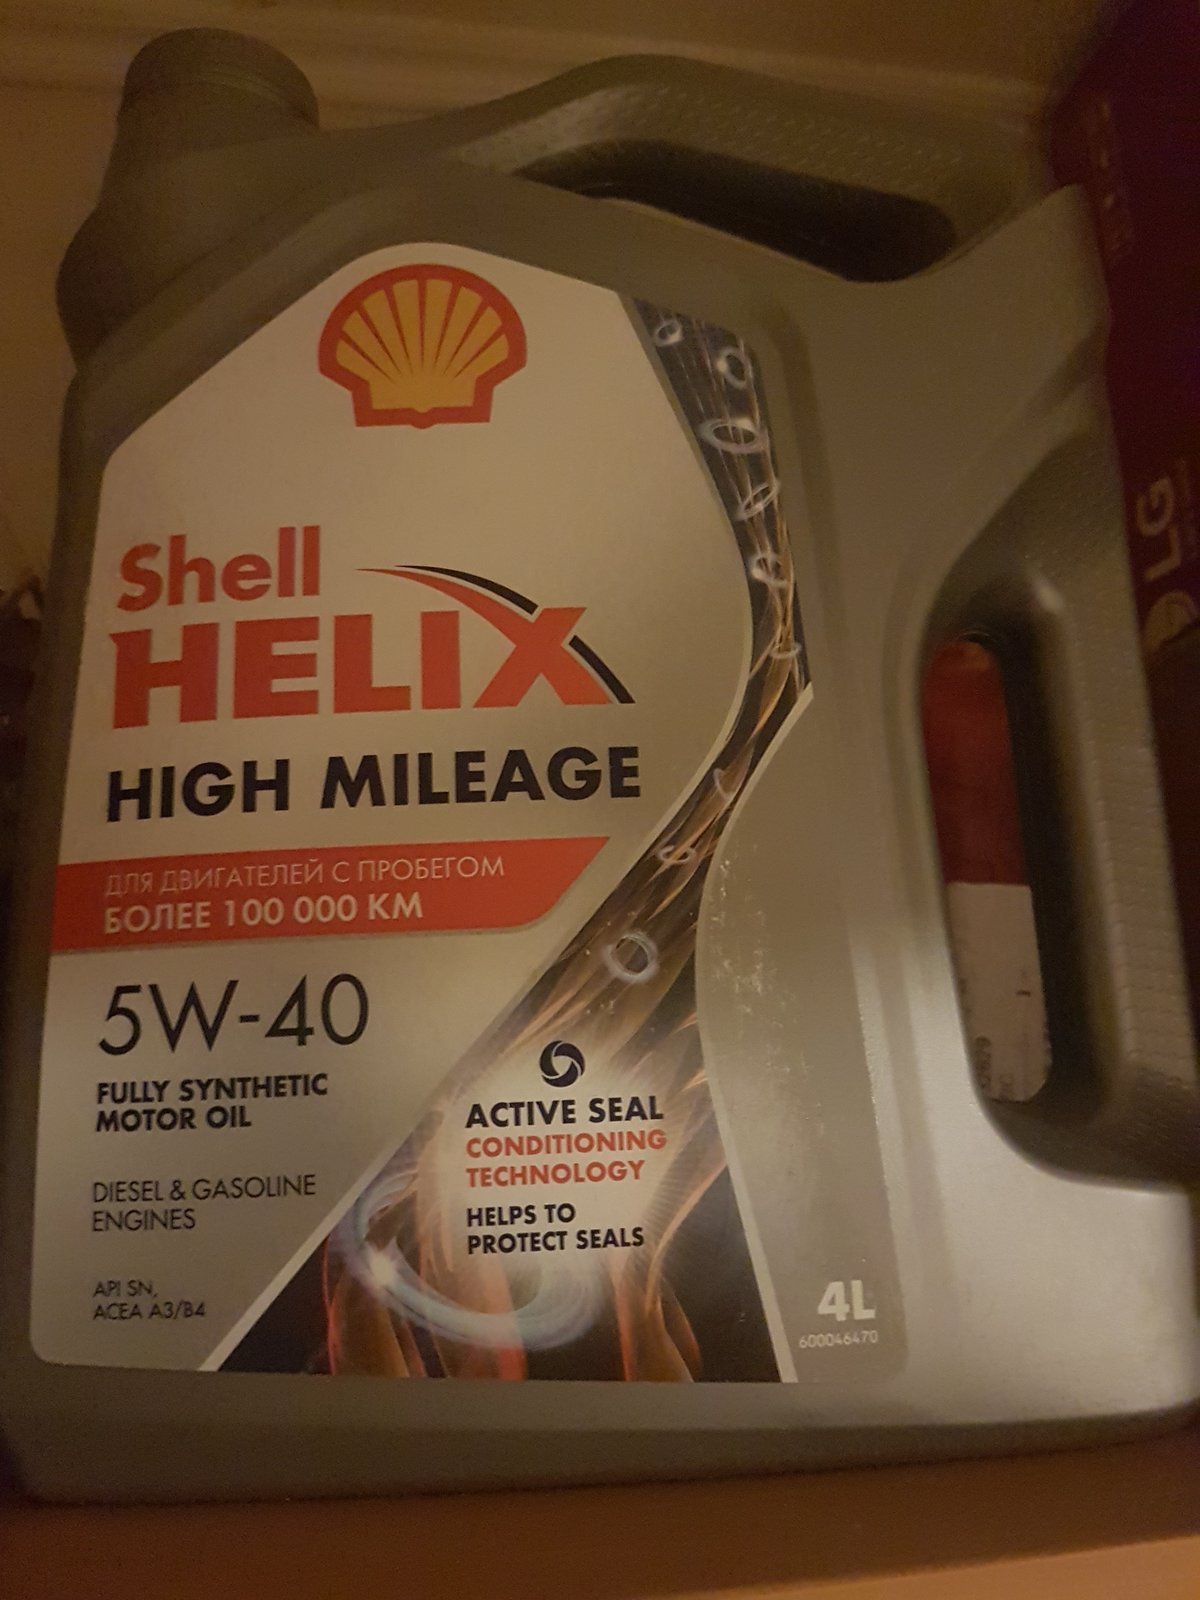 Shell
HELIX
HIGH MILEAGE
ДЛЯ ДВИГАТЕЛЕЙ С ПРОБЕГОМ
БОЛЕЕ 100 000 КМ
5W-40
FULLY SYNTHETIC
MOTOR OIL
DIESEL & GASOLINE
ENGINES
API SN,
ACEA A3/B4
ACTIVE SEAL
CONDITIONING
TECHNOLOGY
HELPS TO
PROTECT SEALS
4L
600046470
LG